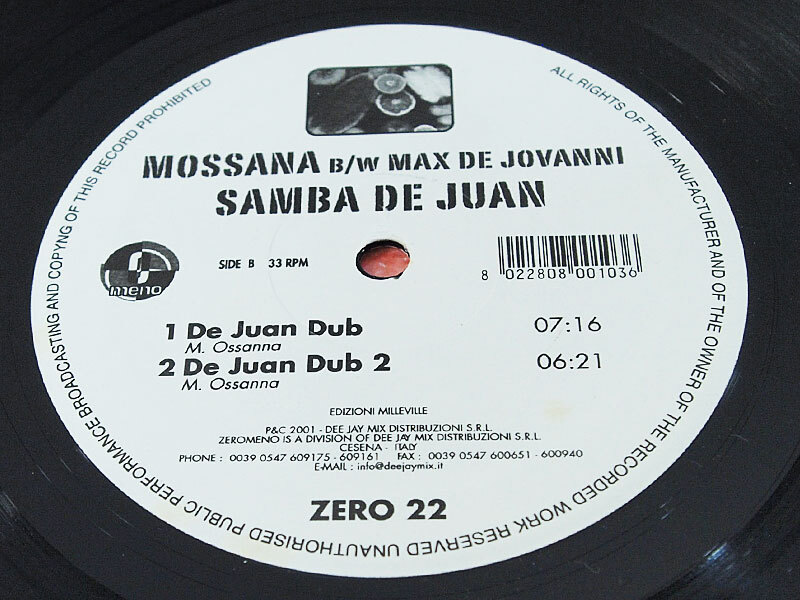 MOSSANA B/W MAX DE JOVANNI
SAMBA DE JUAN
0 meno
SIDE B 33 RPM
8 022808 001036
1 De Juan Dub 07:16
M. Ossanna
2 De Juan Dub 2 06:21
M. Ossanna
EDIZIONI MILLEVILLE
P&C 2001 - DEE JAY MIX DISTRIBUZIONI S.R.L.
ZEROMENO IS A DIVISION OF DEE JAY MIX DISTRIBUZIONI S.R.L.
CESENA - ITALY
PHONE : 0039 0547 609175 - 609161 FAX : 0039 0547 600651 - 600940
E-MAIL : info@deejaymix.it
ZERO 22
ALL RIGHTS OF THE MANUFACTURER AND OF THE OWNER OF THE RECORDED WORK RESERVED UNAUTHORISED PUBLIC PERFORMANCE BROADCASTING AND COPYNG OF THIS RECORD PROHIBITED